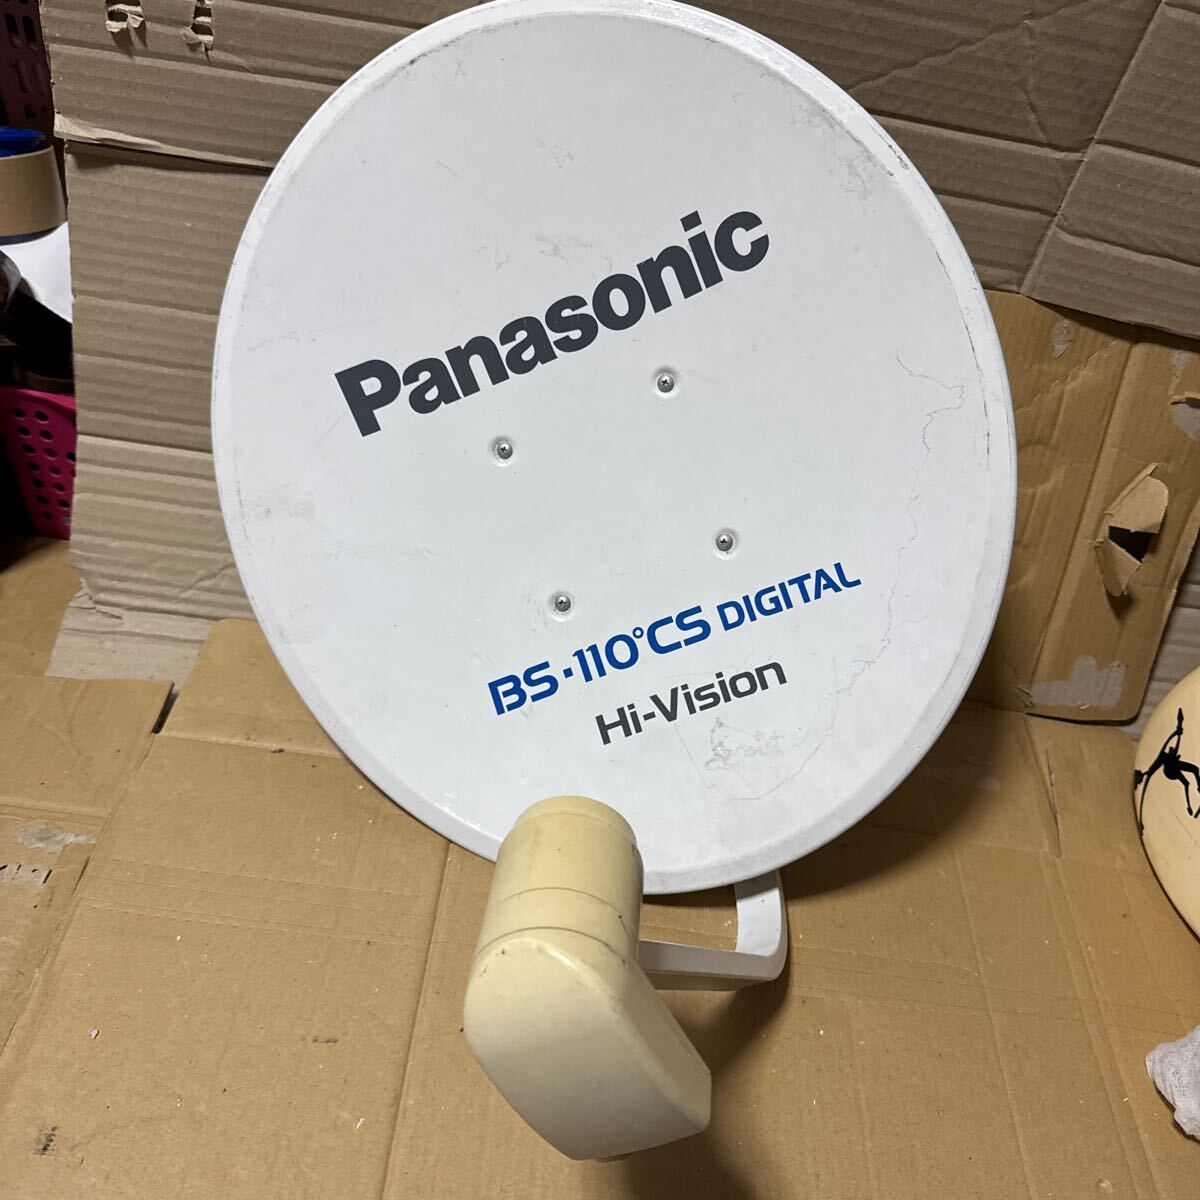 Panasonic
BS・110°CS DIGITAL
Hi-Vision